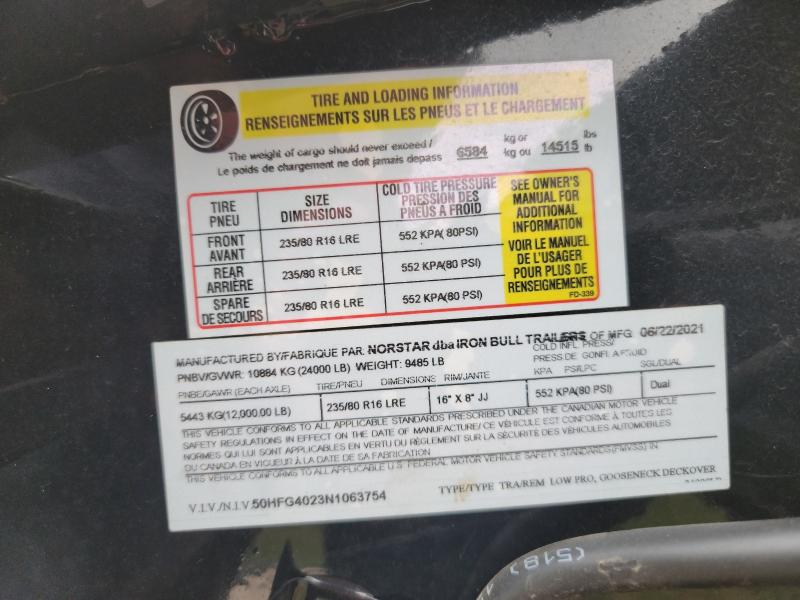 TIRE AND LOADING INFORMATION
RENSEIGNEMENTS SUR LES PNEUS ET LE CHARGEMENT
The weight of cargo should never exceed / kg or lbs
Le poids de chargement ne doit jamais depass 6584 kg ou 14515 lb
TIRE PNEU SIZE DIMENSIONS COLD TIRE PRESSURE PRESSION DES PNEUS A FROID
FRONT AVANT 235/80 R16 LRE 552 KPA( 80PSI)
REAR ARRIÈRE 235/80 R16 LRE 552 KPA(80 PSI)
SPARE DE SECOURS 235/80 R16 LRE 552 KPA(80 PSI)
SEE OWNER'S
MANUAL FOR
ADDITIONAL
INFORMATION
VOIR LE MANUEL
DE L'USAGER
POUR PLUS DE
RENSEIGNEMENTS
FD-339
MANUFACTURED BY/FABRIQUE PAR: NORSTAR dba IRON BULL TRAILERS OF MFG 06/22/2021
PNBV/GVWR: 10884 KG (24000 LB) WEIGHT: 9485 LB
COLD INFL. PRESS/
PRESS DE GONFL A FROID
PNBE/GAWR (EACH AXLE) TIRE/PNEU DIMENSIONS RIM/JANTE KPA PSI/LPC SGL/DUAL
5443 KG(12,000.00 LB) 235/80 R16 LRE 16" X 6" JJ 552 KPA(80 PSI) Dual
THIS VEHICLE CONFORMS TO ALL APPLICABLE STANDARDS PRESCRIBED UNDER THE CANADIAN MOTOR VEHICLE
SAFETY REGULATIONS IN EFFECT ON THE DATE OF MANUFACTURE/ CE VÉHICULE EST CONFORME À TOUTES LES
NORMES QUI LUI SONT APPLICABLES EN VERTU DU RÈGLEMENT SUR LA SÉCURITÉ DES VÉHICULES AUTOMOBILES
DU CANADA EN VIGUEUR À LA DATE DE SA FABRICATION
THIS VEHICLE CONFORMS TO ALL APPLICABLE U.S FEDERAL MOTOR VEHICLE SAFETY STANDARDS(FMVSS) IN
V.I.V./N.I.V. 50HFG4023N1063754 TYPE/TYPE TRA/REM LOW PRO, GOOSENECK DECKOVER
(518)